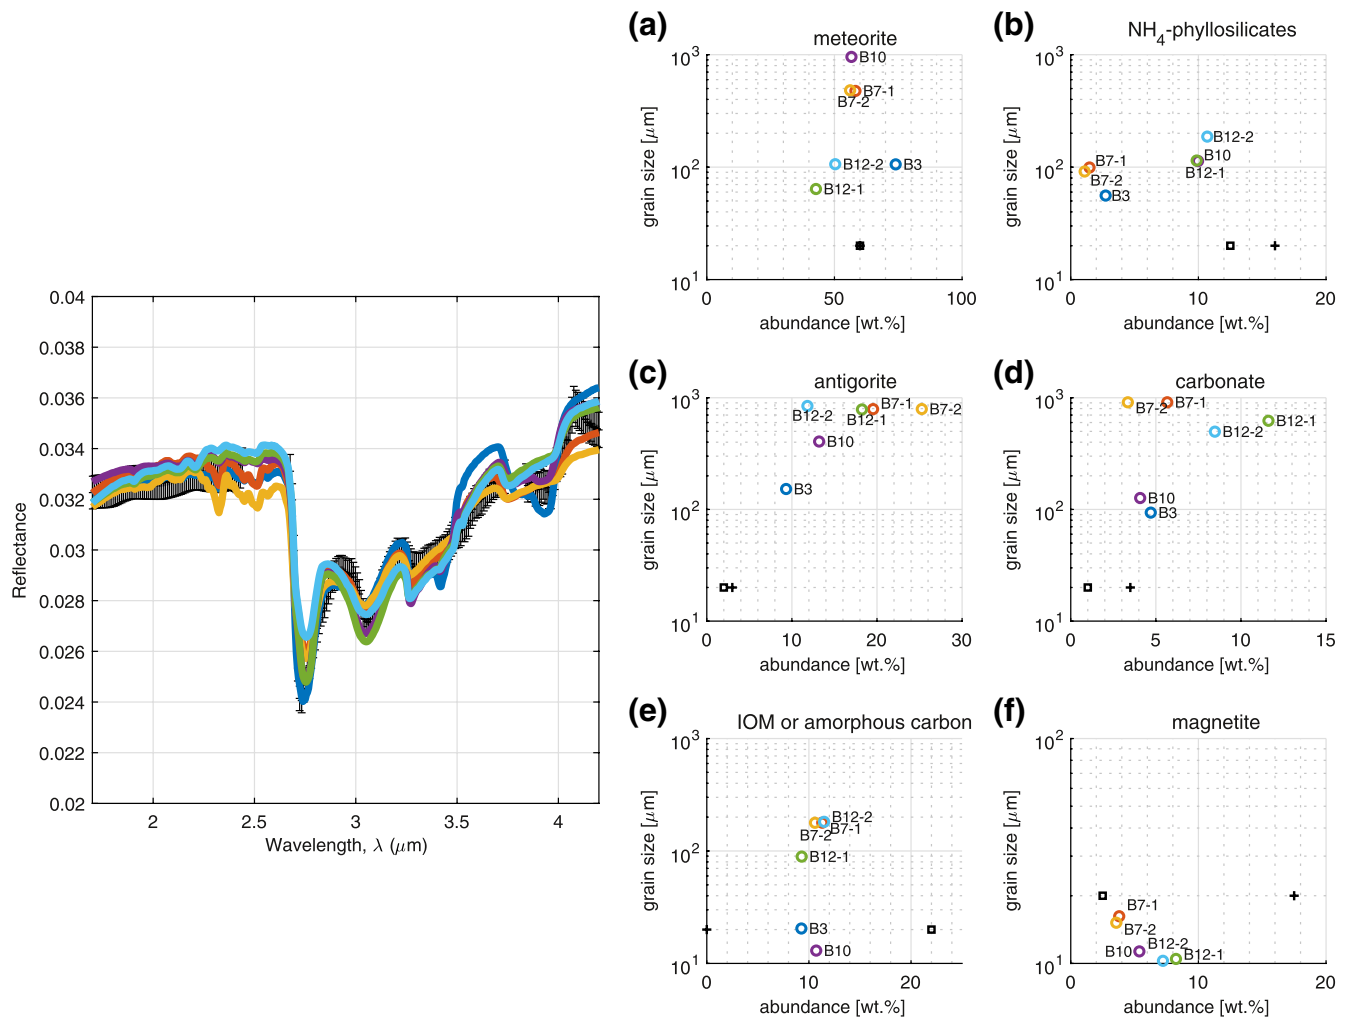 0.04
0.038
0.036
0.034
0.032
0.03
0.028
0.026
0.024
0.022
0.02
Reflectance
2
2.5
3
3.5
4
Wavelength, λ (μm)
(a)
meteorite
10³
10²
10¹
grain size [μm]
B10
B7-1
B7-2
B12-2
B3
B12-1
0
50
100
abundance [wt.%]
(b)
NH₄-phyllosilicates
10³
10²
10¹
grain size [μm]
B12-2
B10
B12-1
B7-1
B7-2
B3
0
10
20
abundance [wt.%]
(c)
antigorite
10³
10²
10¹
grain size [μm]
B7-1
B12-2
B12-1
B7-2
B10
B3
0
10
20
30
abundance [wt.%]
(d)
carbonate
10³
10²
10¹
grain size [μm]
B7-2
B7-1
B12-1
B12-2
B10
B3
0
5
10
15
abundance [wt.%]
(e)
IOM or amorphous carbon
10³
10²
10¹
grain size [μm]
B12-2
B7-1
B7-2
B12-1
B3
B10
0
10
20
abundance [wt.%]
(f)
magnetite
10²
10¹
grain size [μm]
B7-1
B7-2
B12-2
B10
B12-1
0
10
20
abundance [wt.%]